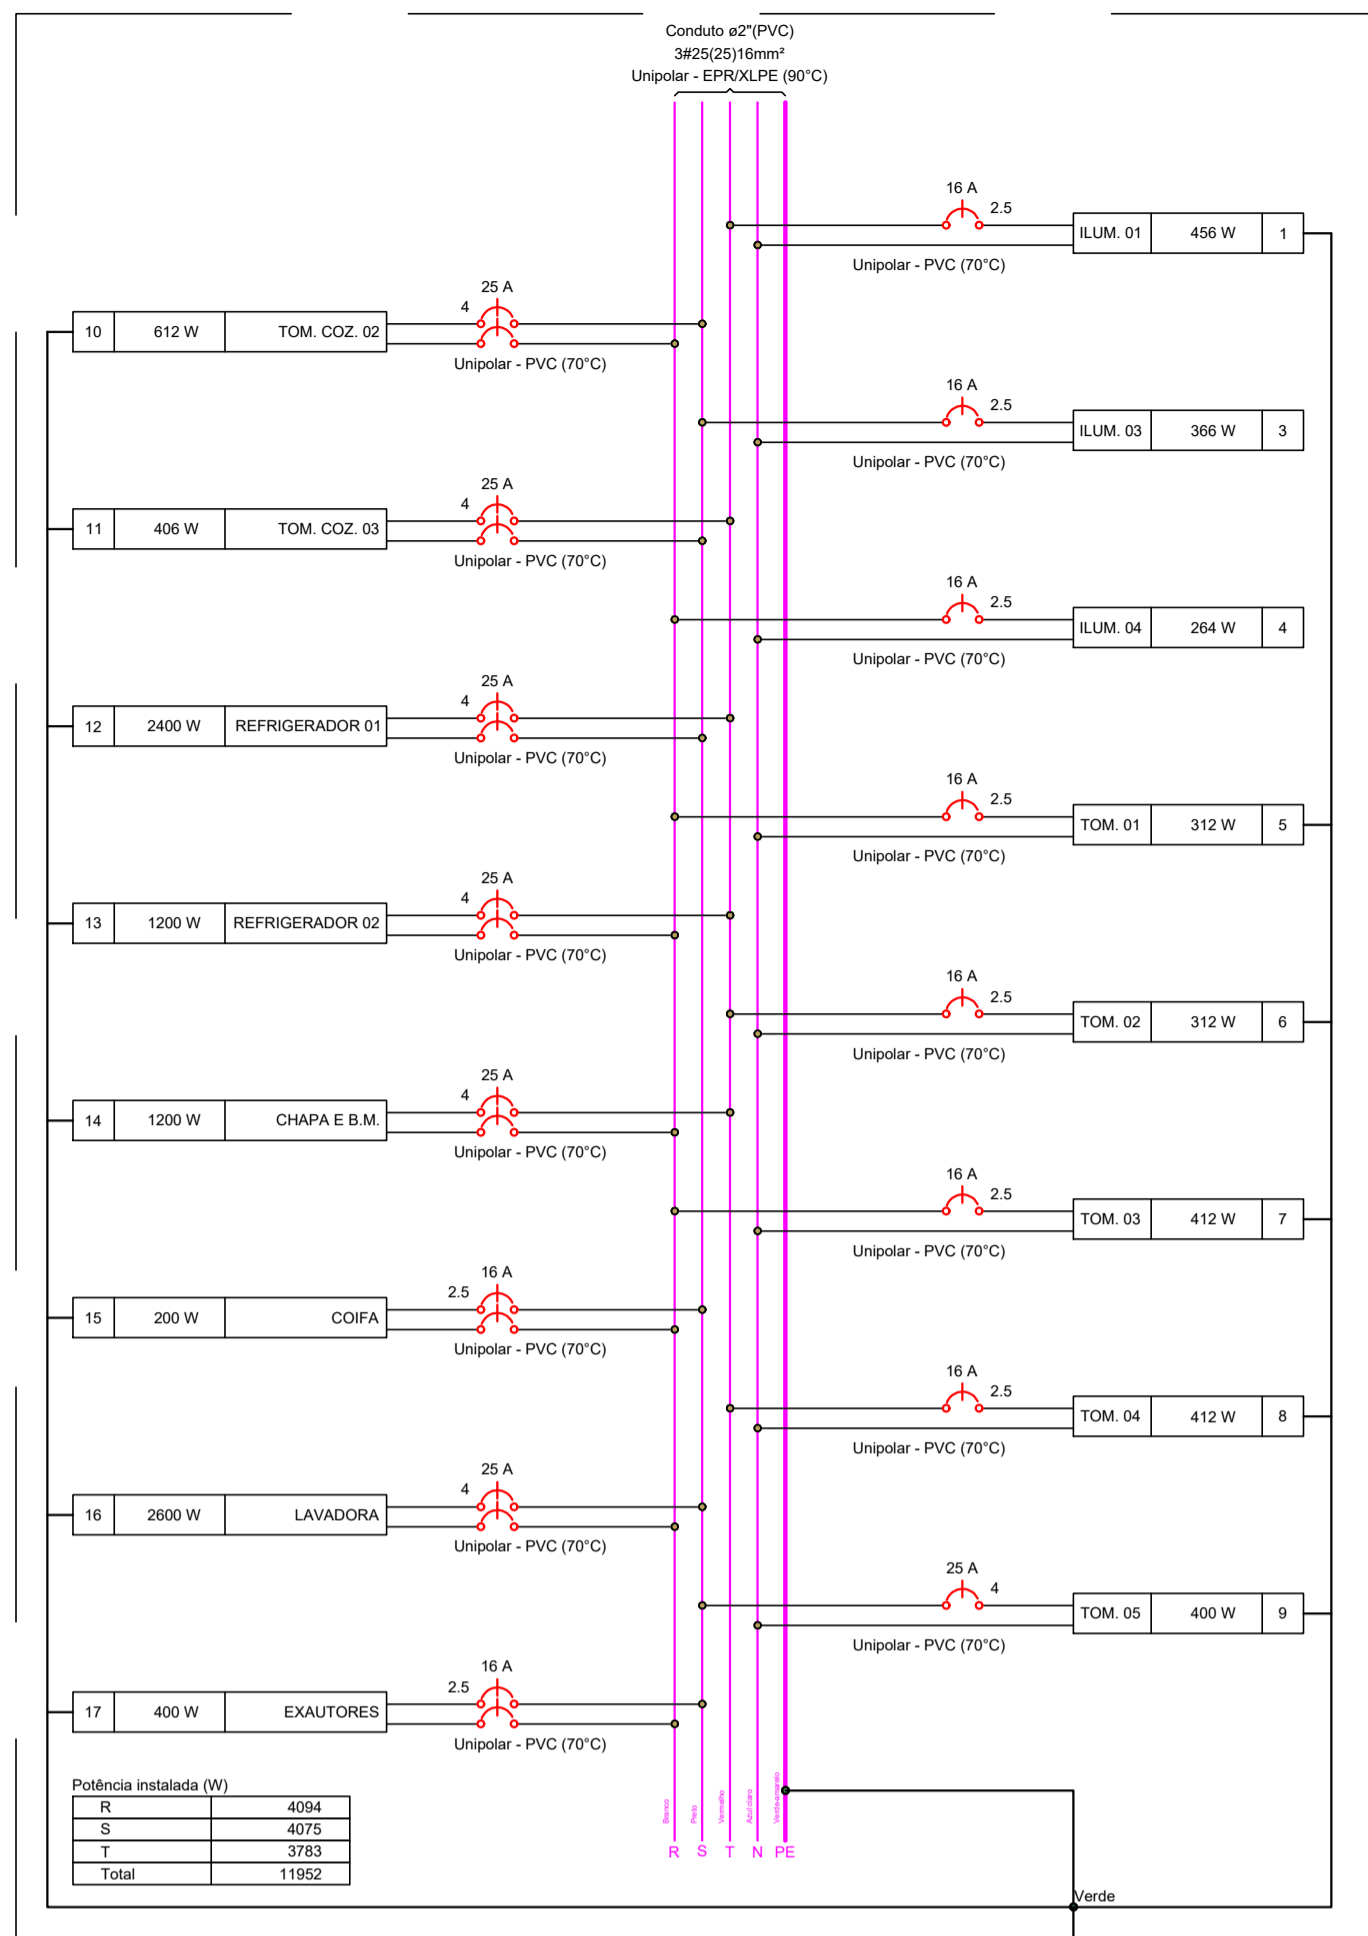 Conduto ø2"(PVC)
3#25(25)16mm²
Unipolar - EPR/XLPE (90°C)
16 A
2.5
ILUM. 01 456 W 1
Unipolar - PVC (70°C)
25 A
4
10 612 W TOM. COZ. 02
Unipolar - PVC (70°C)
16 A
2.5
ILUM. 03 366 W 3
Unipolar - PVC (70°C)
25 A
4
11 406 W TOM. COZ. 03
Unipolar - PVC (70°C)
16 A
2.5
ILUM. 04 264 W 4
Unipolar - PVC (70°C)
25 A
4
12 2400 W REFRIGERADOR 01
Unipolar - PVC (70°C)
16 A
2.5
TOM. 01 312 W 5
Unipolar - PVC (70°C)
25 A
4
13 1200 W REFRIGERADOR 02
Unipolar - PVC (70°C)
16 A
2.5
TOM. 02 312 W 6
Unipolar - PVC (70°C)
25 A
4
14 1200 W CHAPA E B.M.
Unipolar - PVC (70°C)
16 A
2.5
TOM. 03 412 W 7
Unipolar - PVC (70°C)
16 A
2.5
15 200 W COIFA
Unipolar - PVC (70°C)
16 A
2.5
TOM. 04 412 W 8
Unipolar - PVC (70°C)
25 A
4
16 2600 W LAVADORA
Unipolar - PVC (70°C)
25 A
4
TOM. 05 400 W 9
Unipolar - PVC (70°C)
16 A
2.5
17 400 W EXAUTORES
Unipolar - PVC (70°C)
Potência instalada (W)
R 4094
S 4075
T 3783
Total 11952
Branco
Preto
Vermelho
Azul claro
Verde-amarelo
R S T N PE
Verde